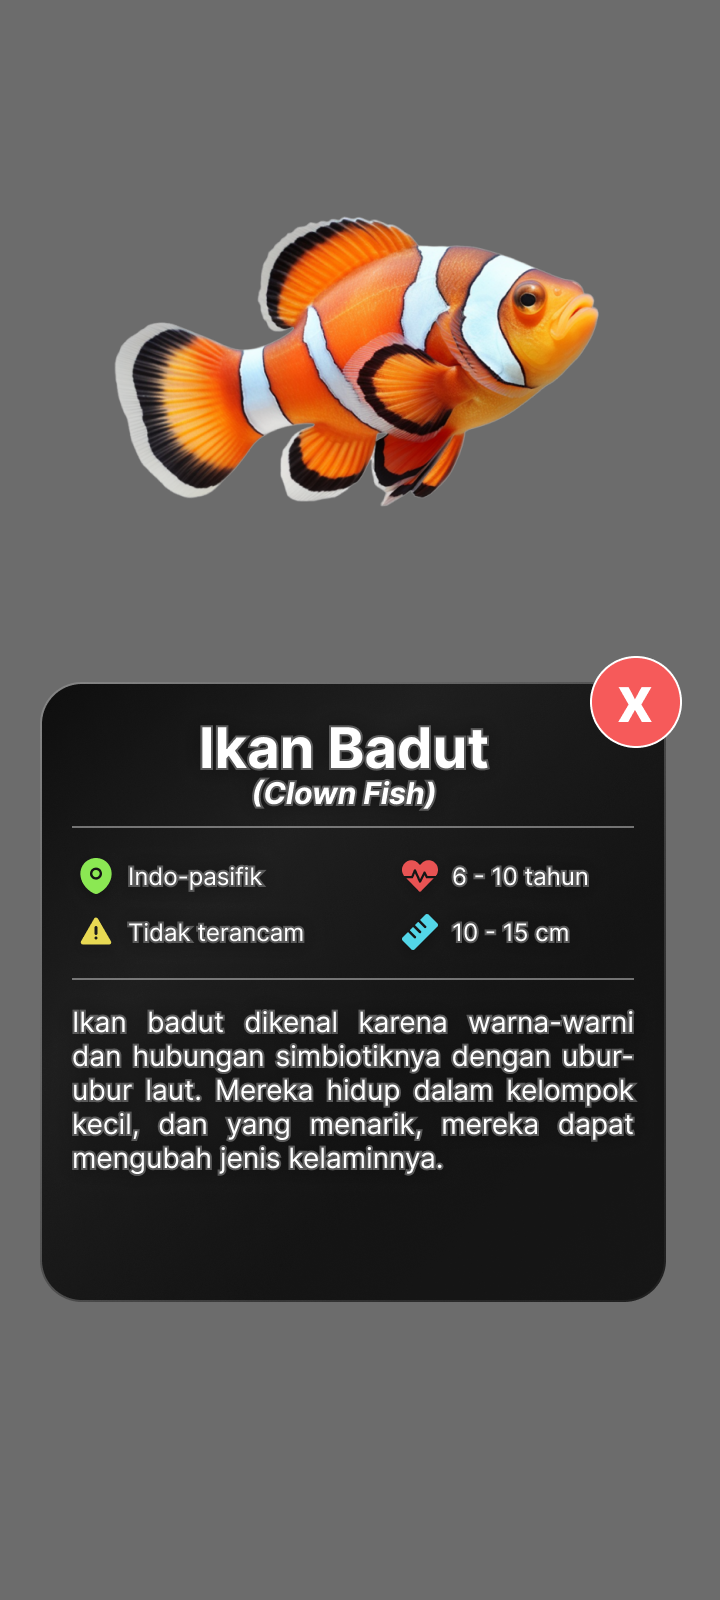 X
Ikan Badut
(Clown Fish)
Indo-pasifik
6 - 10 tahun
Tidak terancam
10 - 15 cm
Ikan badut dikenal karena warna-warni
dan hubungan simbiotiknya dengan ubur-
ubur laut. Mereka hidup dalam kelompok
kecil, dan yang menarik, mereka dapat
mengubah jenis kelaminnya.